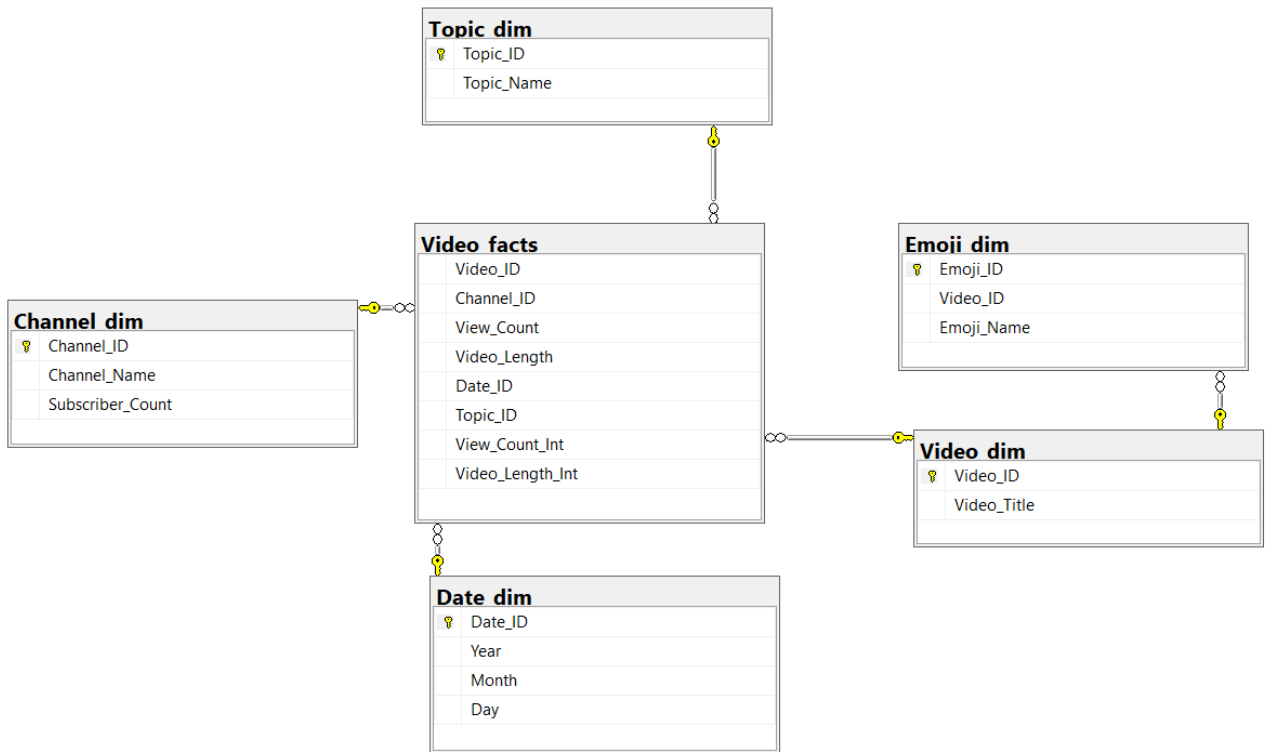 Topic_dim
Topic_ID
Topic_Name
Video_facts
Video_ID
Channel_ID
View_Count
Video_Length
Date_ID
Topic_ID
View_Count_Int
Video_Length_Int
Emoji_dim
Emoji_ID
Video_ID
Emoji_Name
Channel_dim
Channel_ID
Channel_Name
Subscriber_Count
Video_dim
Video_ID
Video_Title
Date_dim
Date_ID
Year
Month
Day